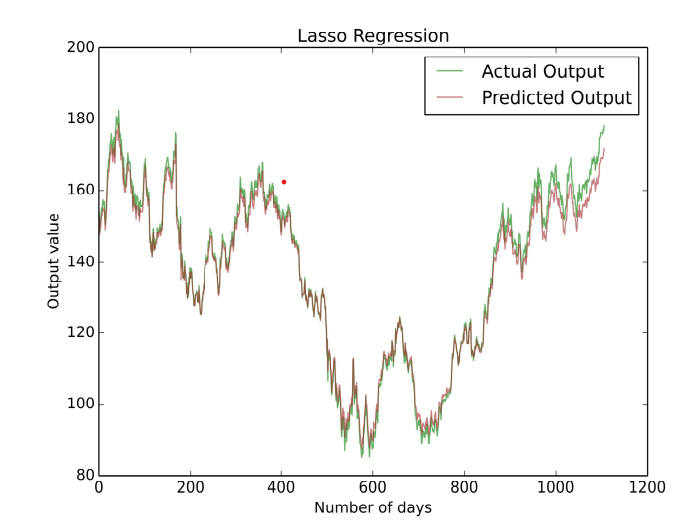 Lasso Regression
Actual Output
Predicted Output
Output value
200
180
160
140
120
100
80
0
200
400
600
800
1000
1200
Number of days